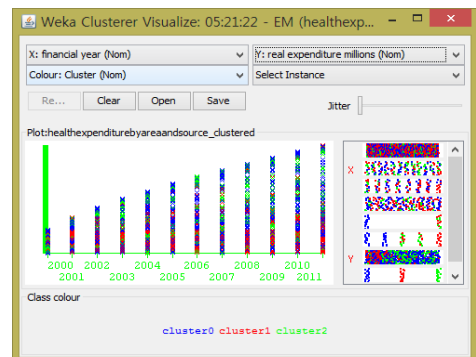 Weka Clusterer Visualize: 05:21:22 - EM (healthexp...
X: financial year (Nom)
Y: real expenditure millions (Nom)
Colour: Cluster (Nom)
Select Instance
Re...
Clear
Open
Save
Jitter
Plot:healthexpenditurebyareaandsource_clustered
X
Y
2000 2002 2004 2006 2008 2010
2001 2003 2005 2007 2009 2011
Class colour
cluster0 cluster1 cluster2